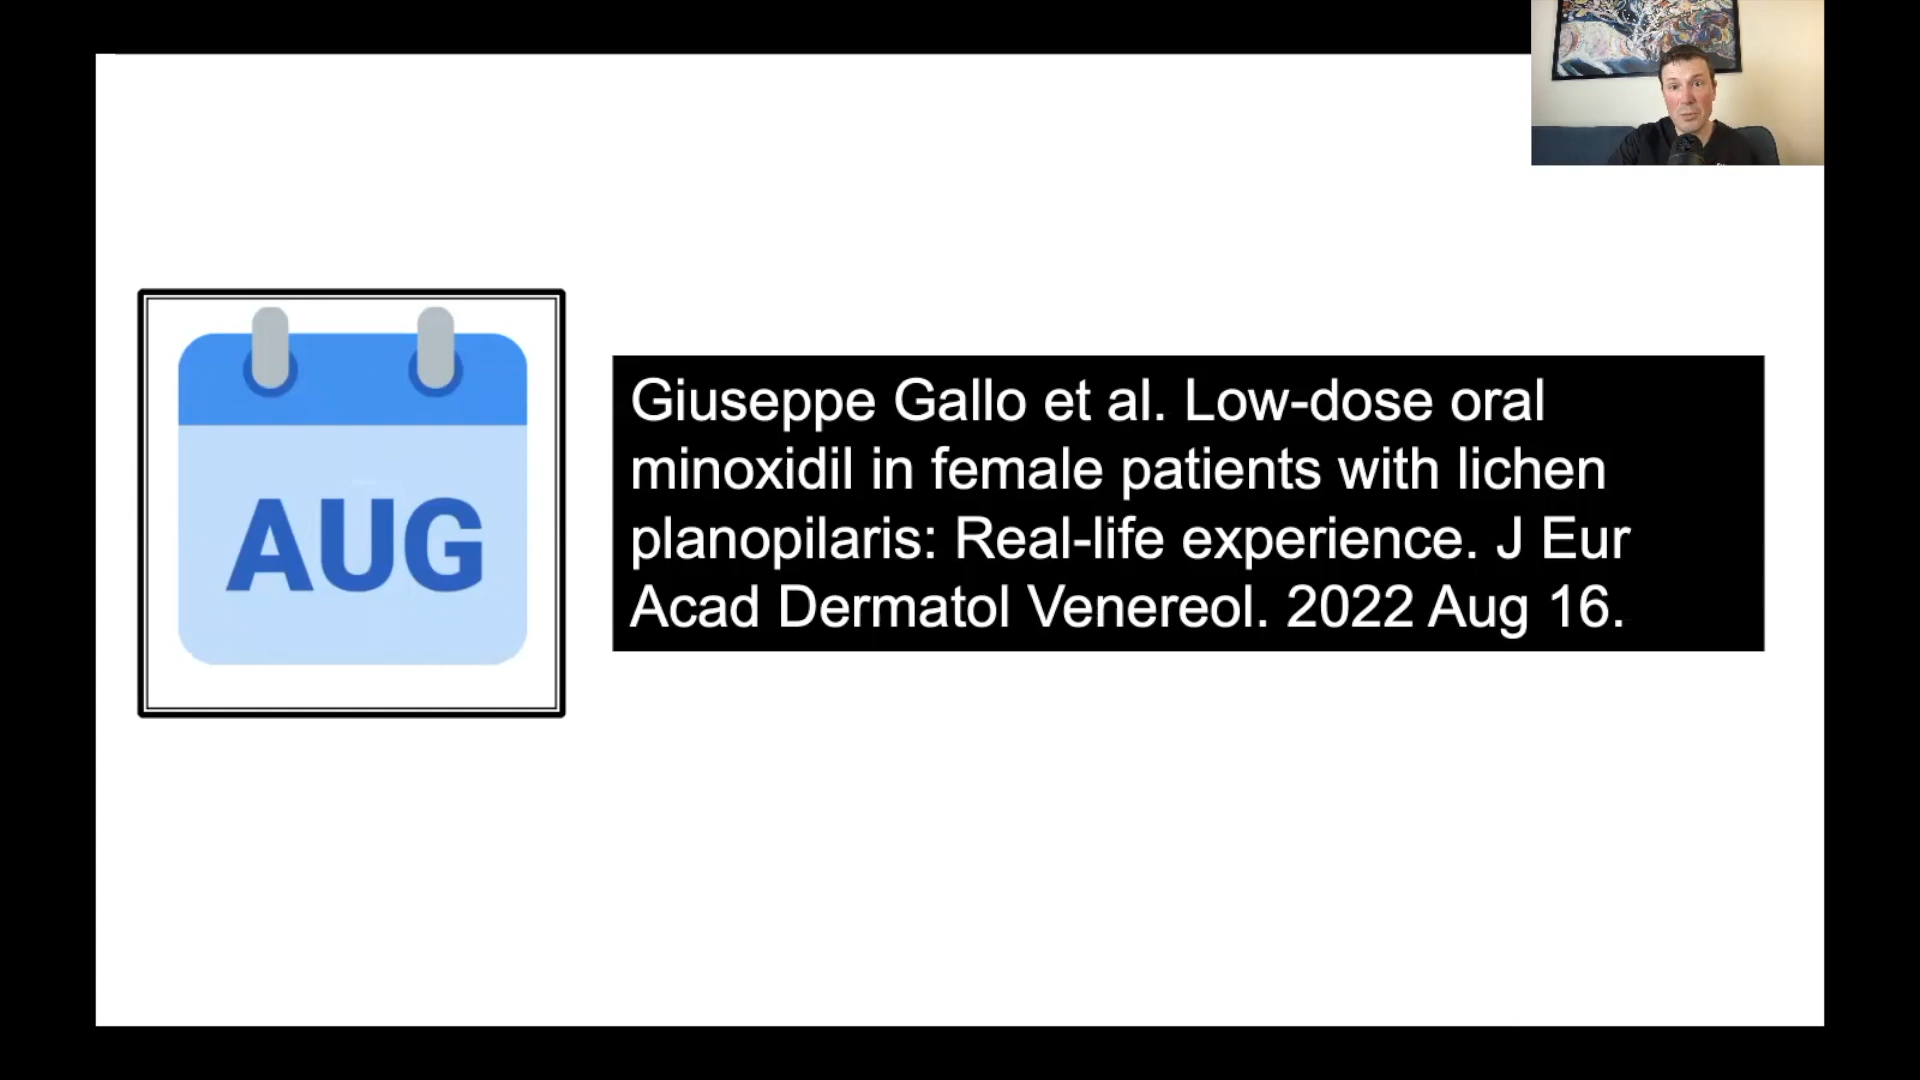 AUG
Giuseppe Gallo et al. Low-dose oral
minoxidil in female patients with lichen
planopilaris: Real-life experience. J Eur
Acad Dermatol Venereol. 2022 Aug 16.